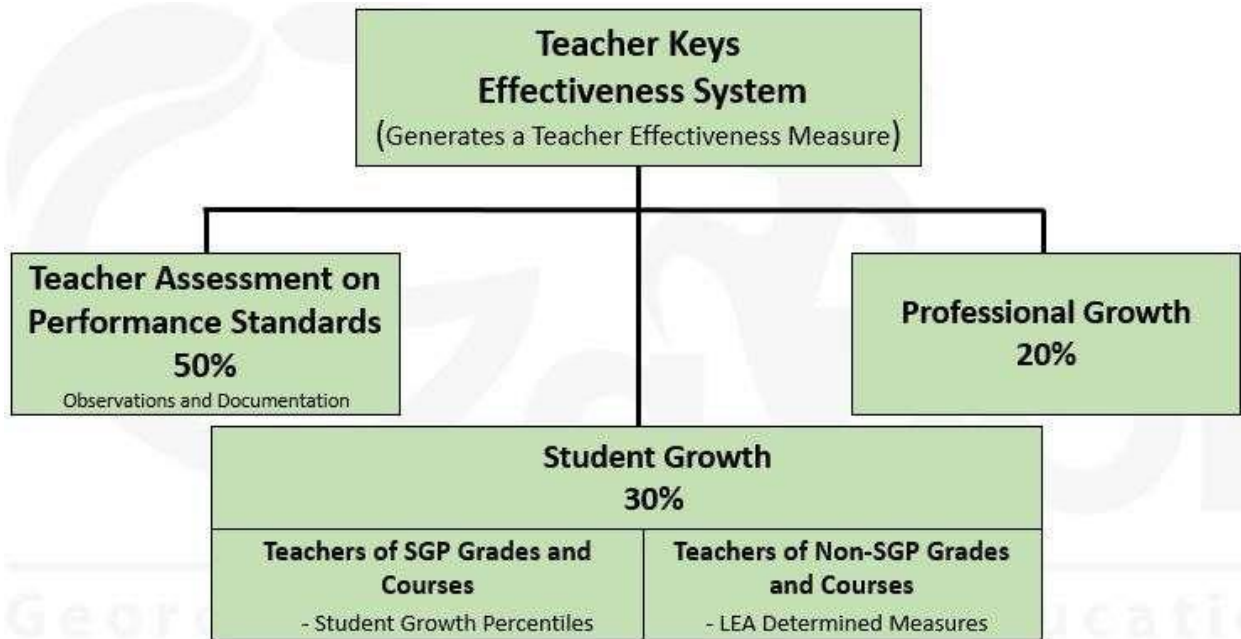 Teacher Keys
Effectiveness System
(Generates a Teacher Effectiveness Measure)
Teacher Assessment on
Performance Standards
50%
Observations and Documentation
Professional Growth
20%
Student Growth
30%
Teachers of SGP Grades and
Courses
- Student Growth Percentiles
Teachers of Non-SGP Grades
and Courses
- LEA Determined Measures